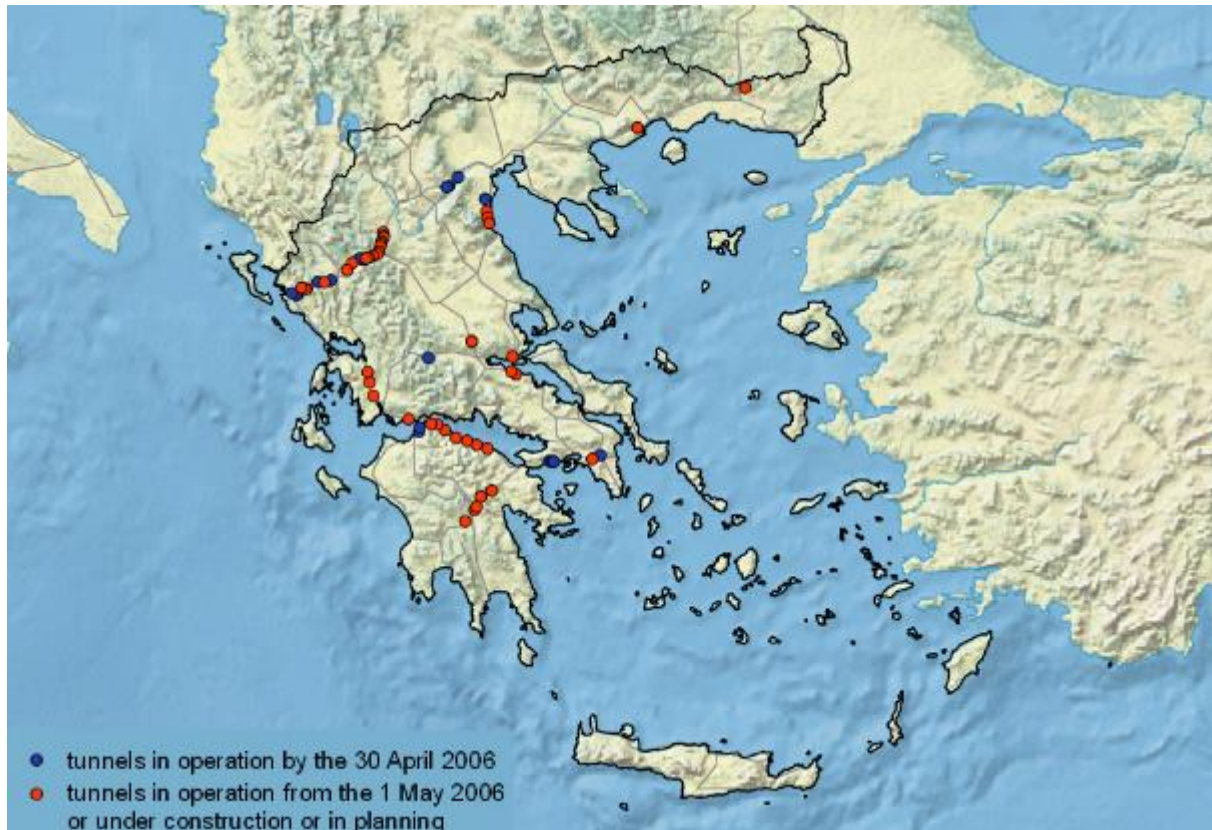 tunnels in operation by the 30 April 2006
tunnels in operation from the 1 May 2006
or under construction or in planning